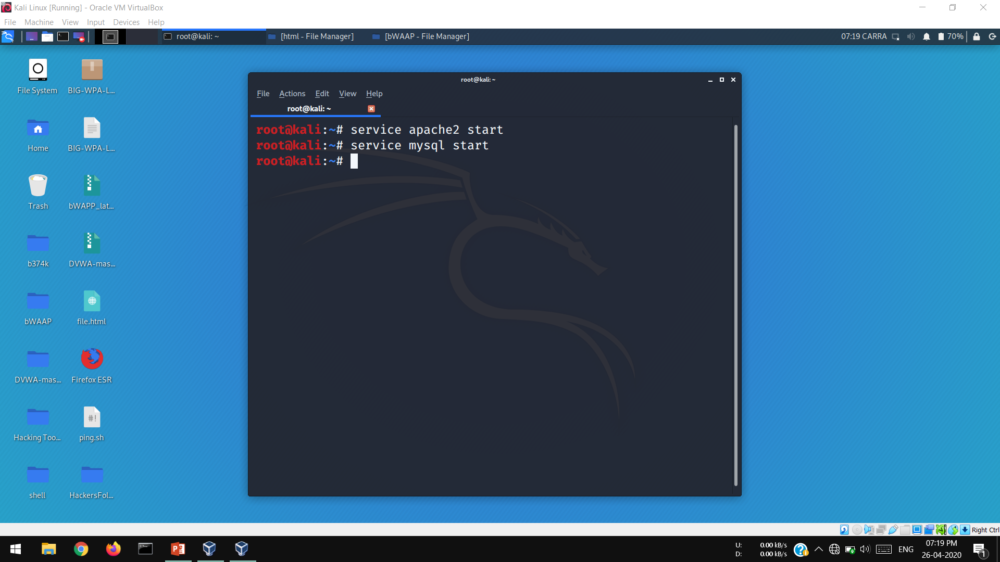 Kali Linux [Running] - Oracle VM VirtualBox
File Machine View Input Devices Help
root@kali: ~
[html - File Manager]
[bWAAP - File Manager]
07:19 CARRA
70%
File System
BIG-WPA-L...
Home
BIG-WPA-L...
Trash
bWAPP_lat...
b374k
DVWA-mas...
bWAAP
file.html
DVWA-mas...
Firefox ESR
Hacking Too...
#!
ping.sh
shell
HackersFol...
root@kali: ~
File Actions Edit View Help
root@kali: ~
root@kali:~# service apache2 start
root@kali:~# service mysql start
root@kali:~#
Right Ctrl
U: 0.00 kB/s
D: 0.00 kB/s
ENG
07:19 PM
26-04-2020
1